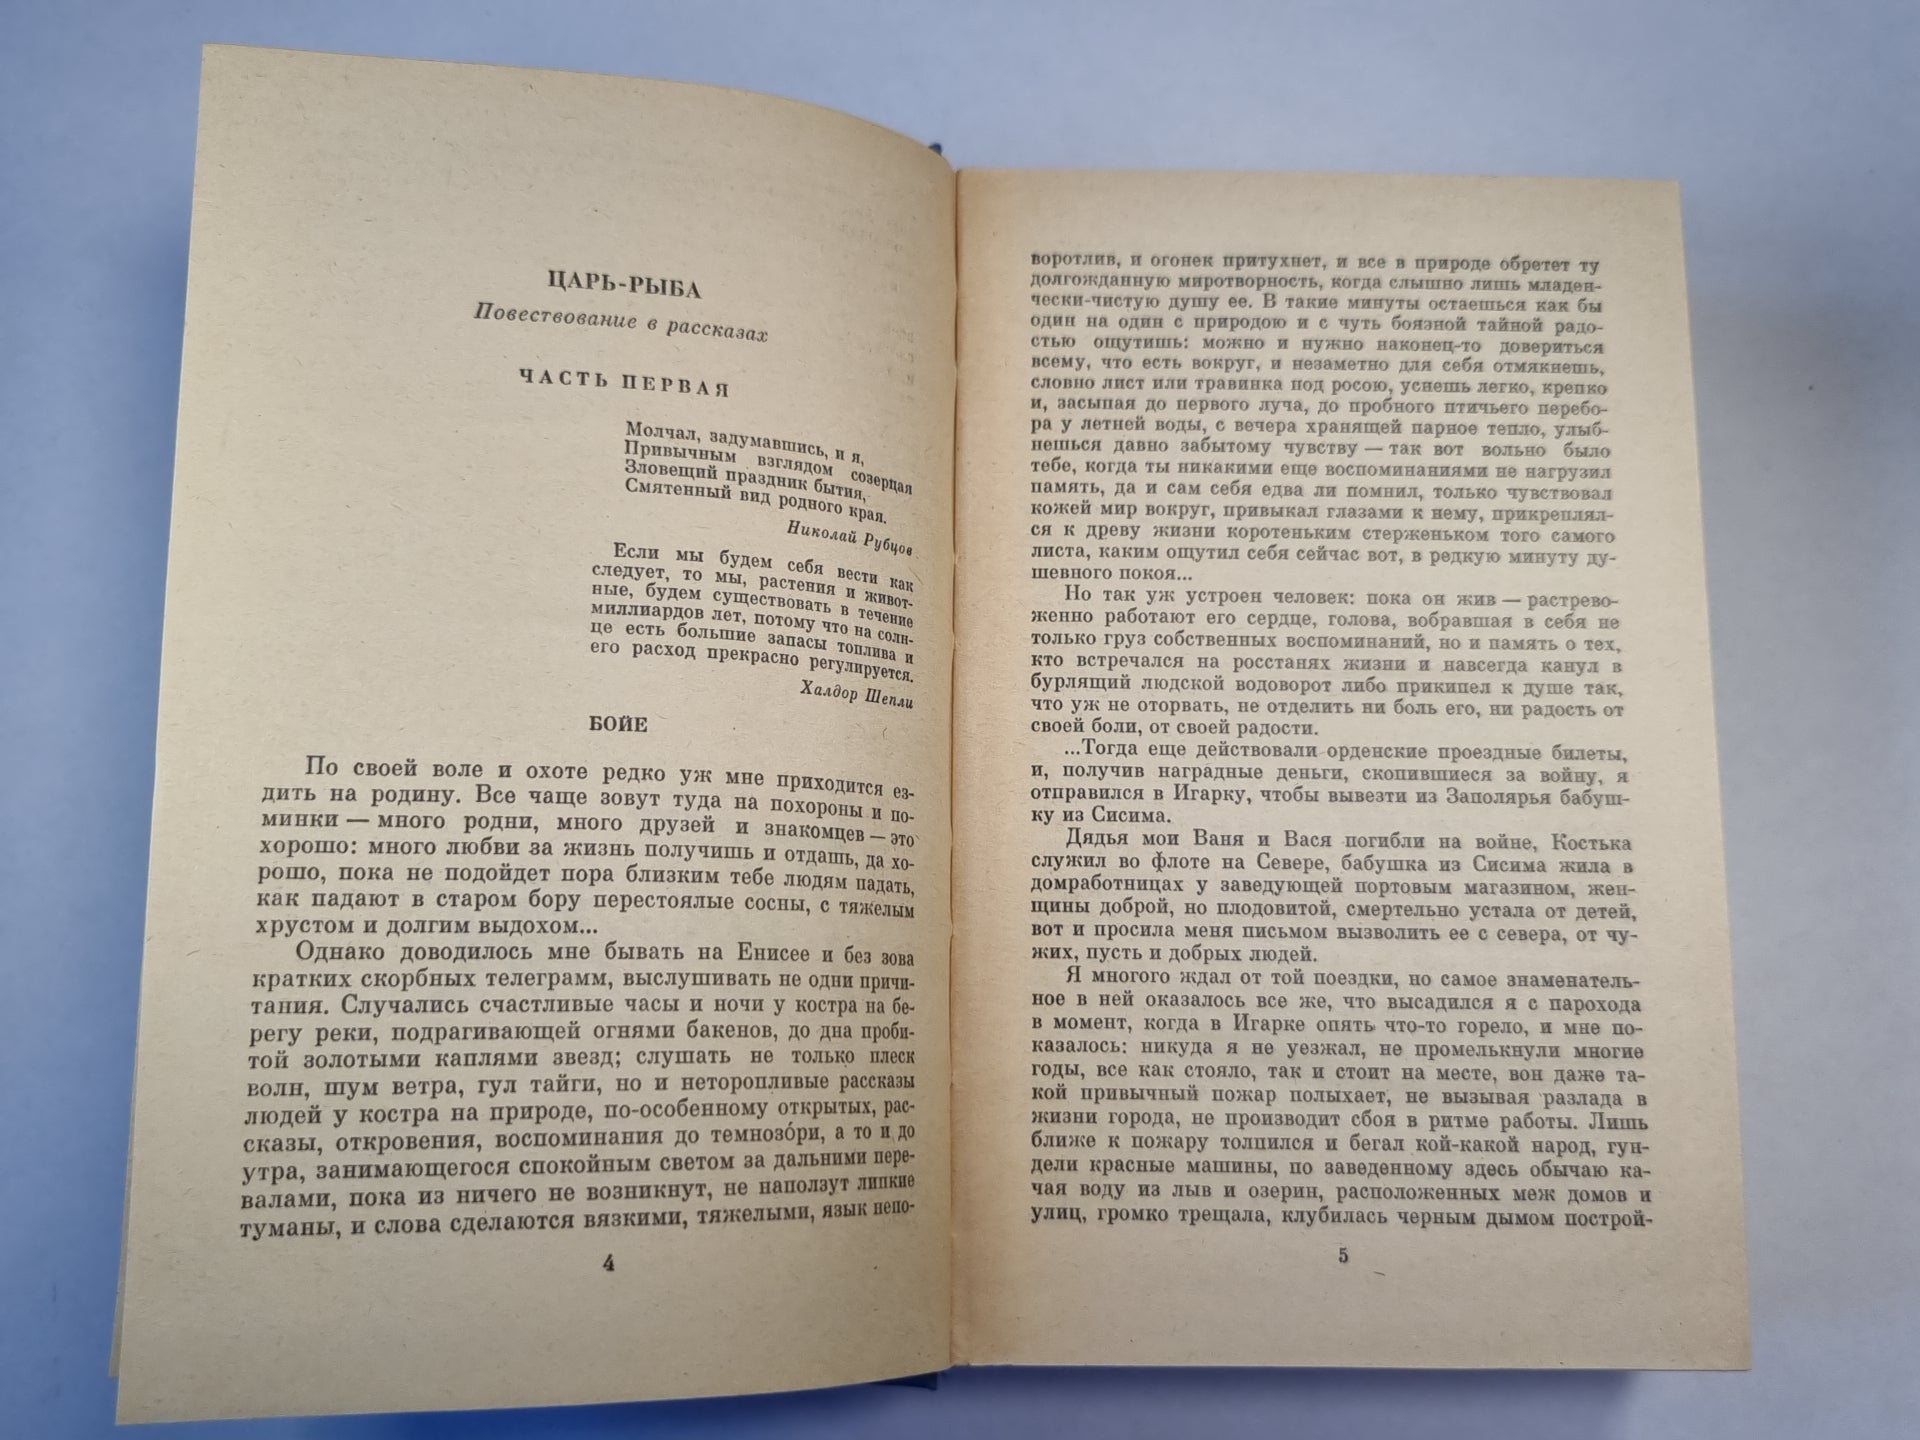 ЦАРЬ-РЫБА
Повествование в рассказах
ЧАСТЬ ПЕРВАЯ
Молчал, задумавшись, и я,
Привычным взглядом созерцая
Зловещий праздник бытия,
Смятенный вид родного края.
Николай Рубцов
Если мы будем себя вести как
следует, то мы, растения и живот-
ные, будем существовать в течение
миллиардов лет, потому что на солн-
це есть большие запасы топлива и
его расход прекрасно регулируется.
Халдор Шепли
БОЙЕ
По своей воле и охоте редко уж мне приходится ез-
дить на родину. Все чаще зовут туда на похороны и по-
минки — много родни, много друзей и знакомцев — это
хорошо: много любви за жизнь получишь и отдашь, да хо-
рошо, пока не подойдет пора близким тебе людям падать,
как падают в старом бору перестоялые сосны, с тяжелым
хрустом и долгим выдохом...
Однако доводилось мне бывать на Енисее и без зова
кратких скорбных телеграмм, выслушивать не одни причи-
тания. Случались счастливые часы и ночи у костра на бе-
регу реки, подрагивающей огнями бакенов, до дна проби-
той золотыми каплями звезд; слушать не только плеск
волн, шум ветра, гул тайги, но и неторопливые рассказы
людей у костра на природе, по-особенному открытых, рас-
сказы, откровения, воспоминания до темнозо́ри, а то и до
утра, занимающегося спокойным светом за дальними пере-
валами, пока из ничего не возникнут, не наползут липкие
туманы, и слова сделаются вязкими, тяжелыми, язык непо-
4
воротлив, и огонек притухнет, и все в природе обретет ту
долгожданную миротворность, когда слышно лишь младен-
чески-чистую душу ее. В такие минуты остаешься как бы
один на один с природою и с чуть боязной тайной радо-
стью ощутишь: можно и нужно наконец-то довериться
всему, что есть вокруг, и незаметно для себя отмякнешь,
словно лист или травинка под росою, уснешь легко, крепко
и, засыпая до первого луча, до пробного птичьего перебо-
ра у летней воды, с вечера хранящей парное тепло, улыб-
нешься давно забытому чувству — так вот вольно было
тебе, когда ты никакими еще воспоминаниями не нагрузил
память, да и сам себя едва ли помнил, только чувствовал
кожей мир вокруг, привыкал глазами к нему, прикреплял-
ся к древу жизни коротеньким стерженьком того самого
листа, каким ощутил себя сейчас вот, в редкую минуту ду-
шевного покоя...
Но так уж устроен человек: пока он жив — растрево-
женно работают его сердце, голова, вобравшая в себя не
только груз собственных воспоминаний, но и память о тех,
кто встречался на росстанях жизни и навсегда канул в
бурлящий людской водоворот либо прикипел к душе так,
что уж не оторвать, не отделить ни боль его, ни радость от
своей боли, от своей радости.
...Тогда еще действовали орденские проездные билеты,
и, получив наградные деньги, скопившиеся за войну, я
отправился в Игарку, чтобы вывезти из Заполярья бабуш-
ку из Сисима.
Дядья мои Ваня и Вася погибли на войне, Костька
служил во флоте на Севере, бабушка из Сисима жила в
домработницах у заведующей портовым магазином, жен-
щины доброй, но плодовитой, смертельно устала от детей,
вот и просила меня письмом вызволить ее с севера, от чу-
жих, пусть и добрых людей.
Я многого ждал от той поездки, но самое знаменатель-
ное в ней оказалось все же, что высадился я с парохода
в момент, когда в Игарке опять что-то горело, и мне по-
казалось: никуда я не уезжал, не промелькнули многие
годы, все как стояло, так и стоит на месте, вон даже та-
кой привычный пожар полыхает, не вызывая разлада в
жизни города, не производит сбоя в ритме работы. Лишь
ближе к пожару толпился и бегал кой-какой народ, гун-
дели красные машины, по заведенному здесь обычаю ка-
чая воду из лыв и озерин, расположенных меж домов и
улиц, громко трещала, клубилась черным дымом построй-
5